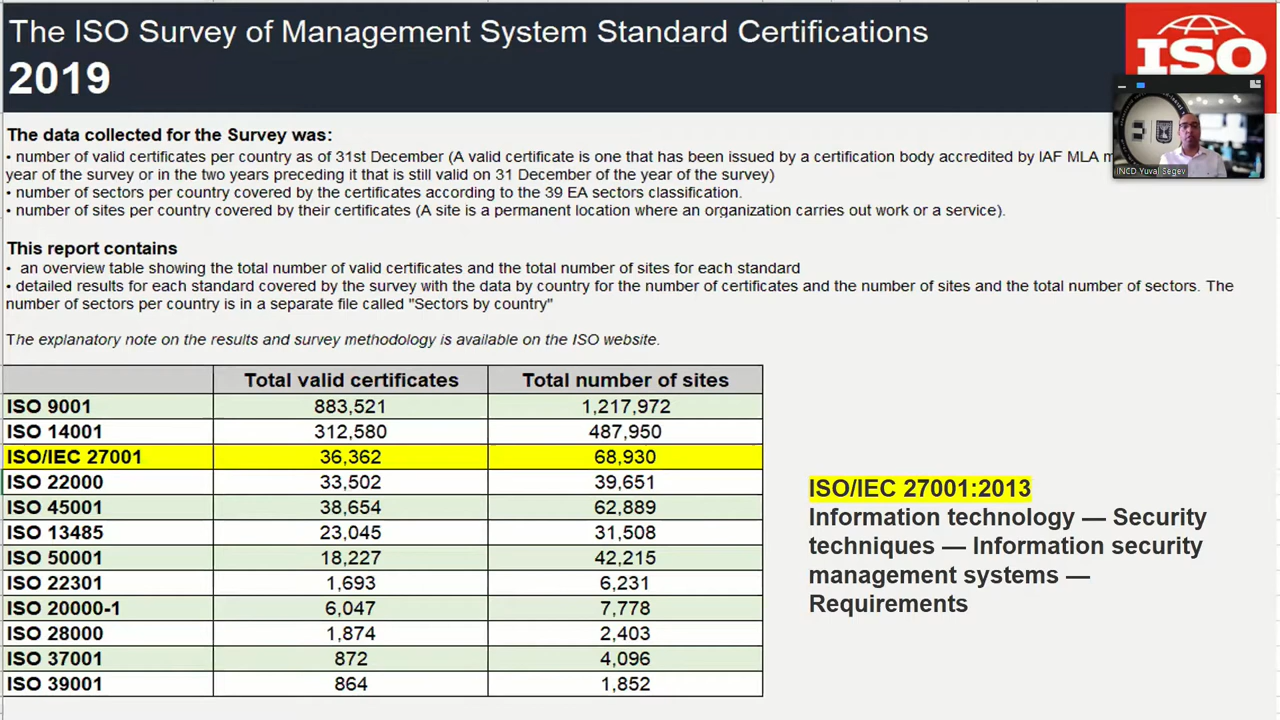 The ISO Survey of Management System Standard Certifications
2019
ISO
INCD Yuval Segev
The data collected for the Survey was:
• number of valid certificates per country as of 31st December (A valid certificate is one that has been issued by a certification body accredited by IAF MLA
year of the survey or in the two years preceding it that is still valid on 31 December of the year of the survey)
• number of sectors per country covered by the certificates according to the 39 EA sectors classification.
• number of sites per country covered by their certificates (A site is a permanent location where an organization carries out work or a service).
This report contains
• an overview table showing the total number of valid certificates and the total number of sites for each standard
• detailed results for each standard covered by the survey with the data by country for the number of certificates and the number of sites and the total number of sectors. The
number of sectors per country is in a separate file called "Sectors by country"
The explanatory note on the results and survey methodology is available on the ISO website.
Total valid certificates Total number of sites
ISO 9001 883,521 1,217,972
ISO 14001 312,580 487,950
ISO/IEC 27001 36,362 68,930
ISO 22000 33,502 39,651
ISO 45001 38,654 62,889
ISO 13485 23,045 31,508
ISO 50001 18,227 42,215
ISO 22301 1,693 6,231
ISO 20000-1 6,047 7,778
ISO 28000 1,874 2,403
ISO 37001 872 4,096
ISO 39001 864 1,852
ISO/IEC 27001:2013
Information technology — Security
techniques — Information security
management systems —
Requirements